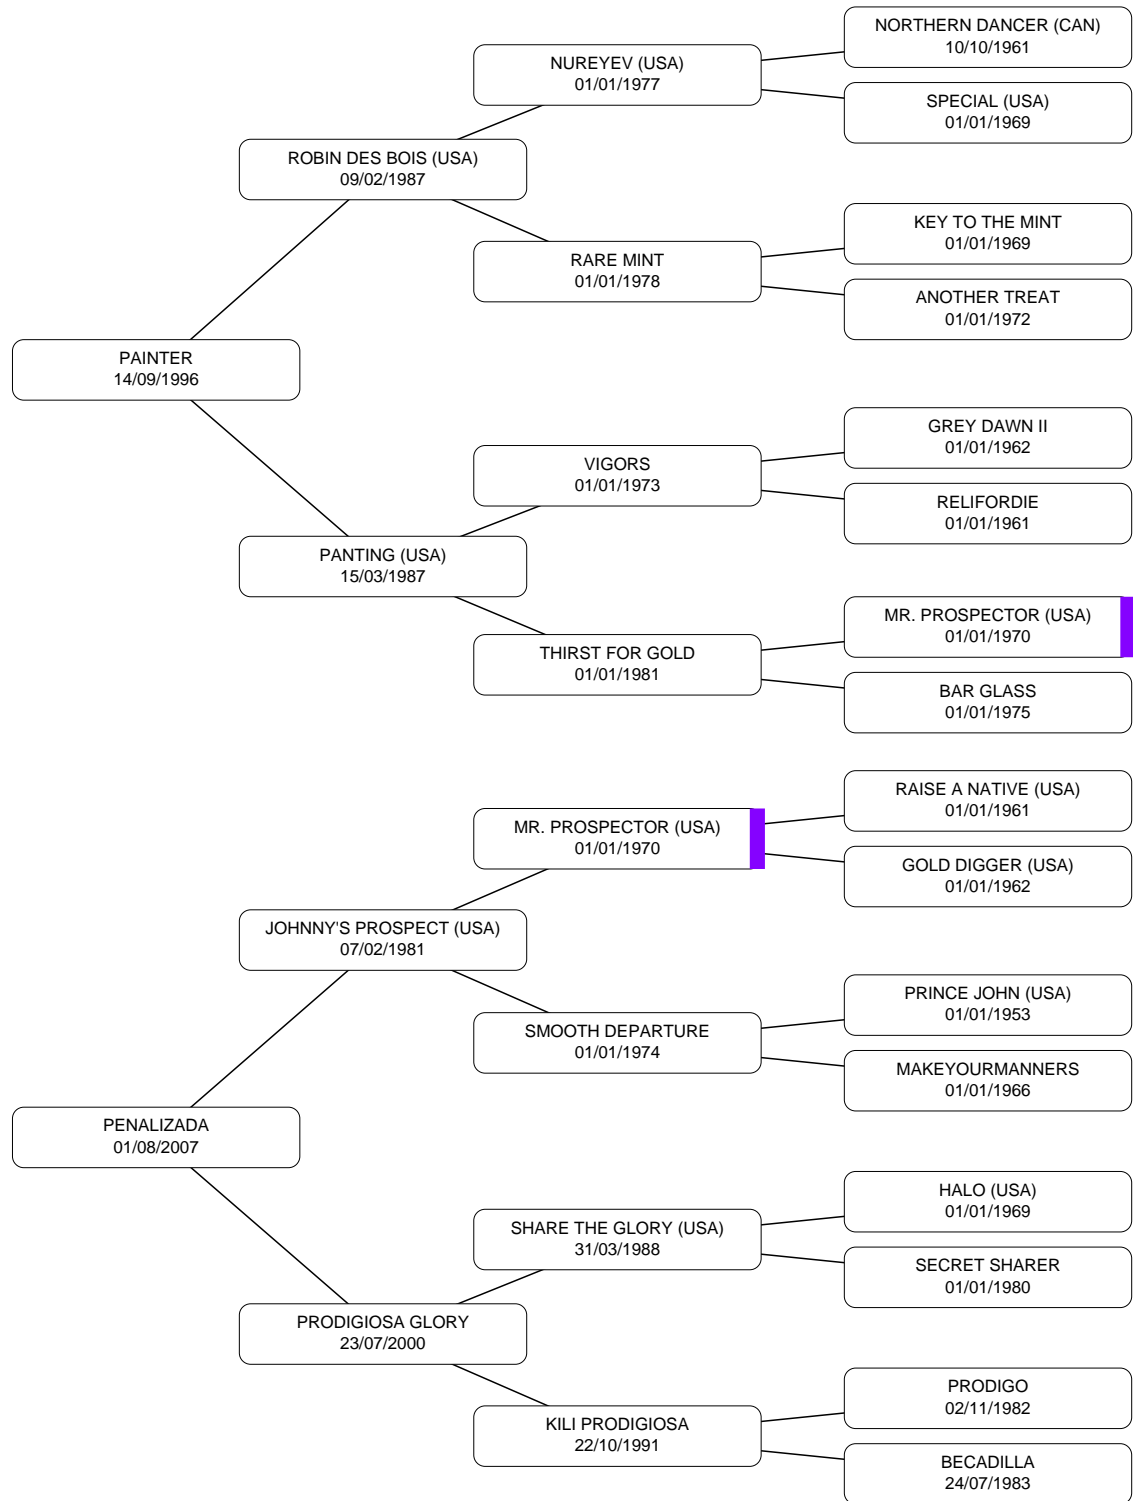 NORTHERN DANCER (CAN)
10/10/1961
NUREYEV (USA)
01/01/1977
SPECIAL (USA)
01/01/1969
ROBIN DES BOIS (USA)
09/02/1987
KEY TO THE MINT
01/01/1969
RARE MINT
01/01/1978
ANOTHER TREAT
01/01/1972
PAINTER
14/09/1996
GREY DAWN II
01/01/1962
VIGORS
01/01/1973
RELIFORDIE
01/01/1961
PANTING (USA)
15/03/1987
MR. PROSPECTOR (USA)
01/01/1970
THIRST FOR GOLD
01/01/1981
BAR GLASS
01/01/1975
RAISE A NATIVE (USA)
01/01/1961
MR. PROSPECTOR (USA)
01/01/1970
GOLD DIGGER (USA)
01/01/1962
JOHNNY'S PROSPECT (USA)
07/02/1981
PRINCE JOHN (USA)
01/01/1953
SMOOTH DEPARTURE
01/01/1974
MAKEYOURMANNERS
01/01/1966
PENALIZADA
01/08/2007
HALO (USA)
01/01/1969
SHARE THE GLORY (USA)
31/03/1988
SECRET SHARER
01/01/1980
PRODIGIOSA GLORY
23/07/2000
PRODIGO
02/11/1982
KILI PRODIGIOSA
22/10/1991
BECADILLA
24/07/1983